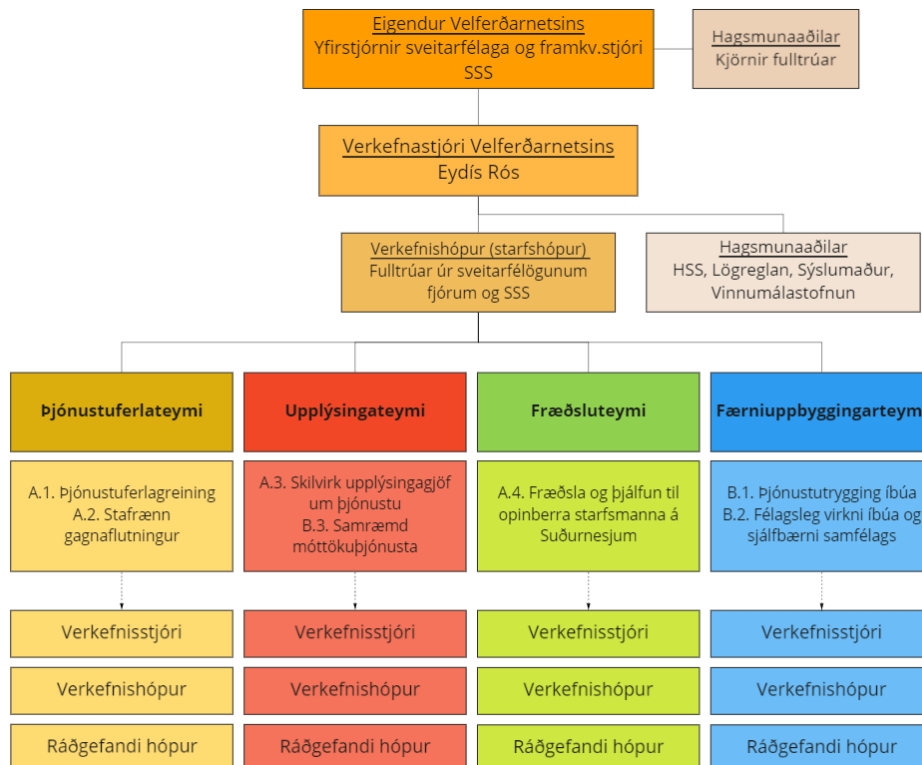 Eigendur Velferðarnetsins
Yfirstjórnir sveitarfélaga og framkv.stjóri
SSS
Hagsmunaaðilar
Kjörnir fulltrúar
Verkefnastjóri Velferðarnetsins
Eydís Rós
Verkefnishópur (starfshópur)
Fulltrúar úr sveitarfélögunum
fjórum og SSS
Hagsmunaaðilar
HSS, Lögreglan, Sýslumaður,
Vinnumálastofnun
Þjónustuferlateymi
Upplýsingateymi
Fræðsluteymi
Færniuppbyggingarteym
A.1. Þjónustuferlagreining
A.2. Stafrænn
gagnaflutningur
A.3. Skilvirk upplýsingagjöf
um þjónustu
B.3. Samræmd
móttökuþjónusta
A.4. Fræðsla og þjálfun til
opinberra starfsmanna á
Suðurnesjum
B.1. Þjónustutrygging íbúa
B.2. Félagsleg virkni íbúa og
sjálfbærni samfélags
Verkefnisstjóri
Verkefnisstjóri
Verkefnisstjóri
Verkefnisstjóri
Verkefnishópur
Verkefnishópur
Verkefnishópur
Verkefnishópur
Ráðgefandi hópur
Ráðgefandi hópur
Ráðgefandi hópur
Ráðgefandi hópur